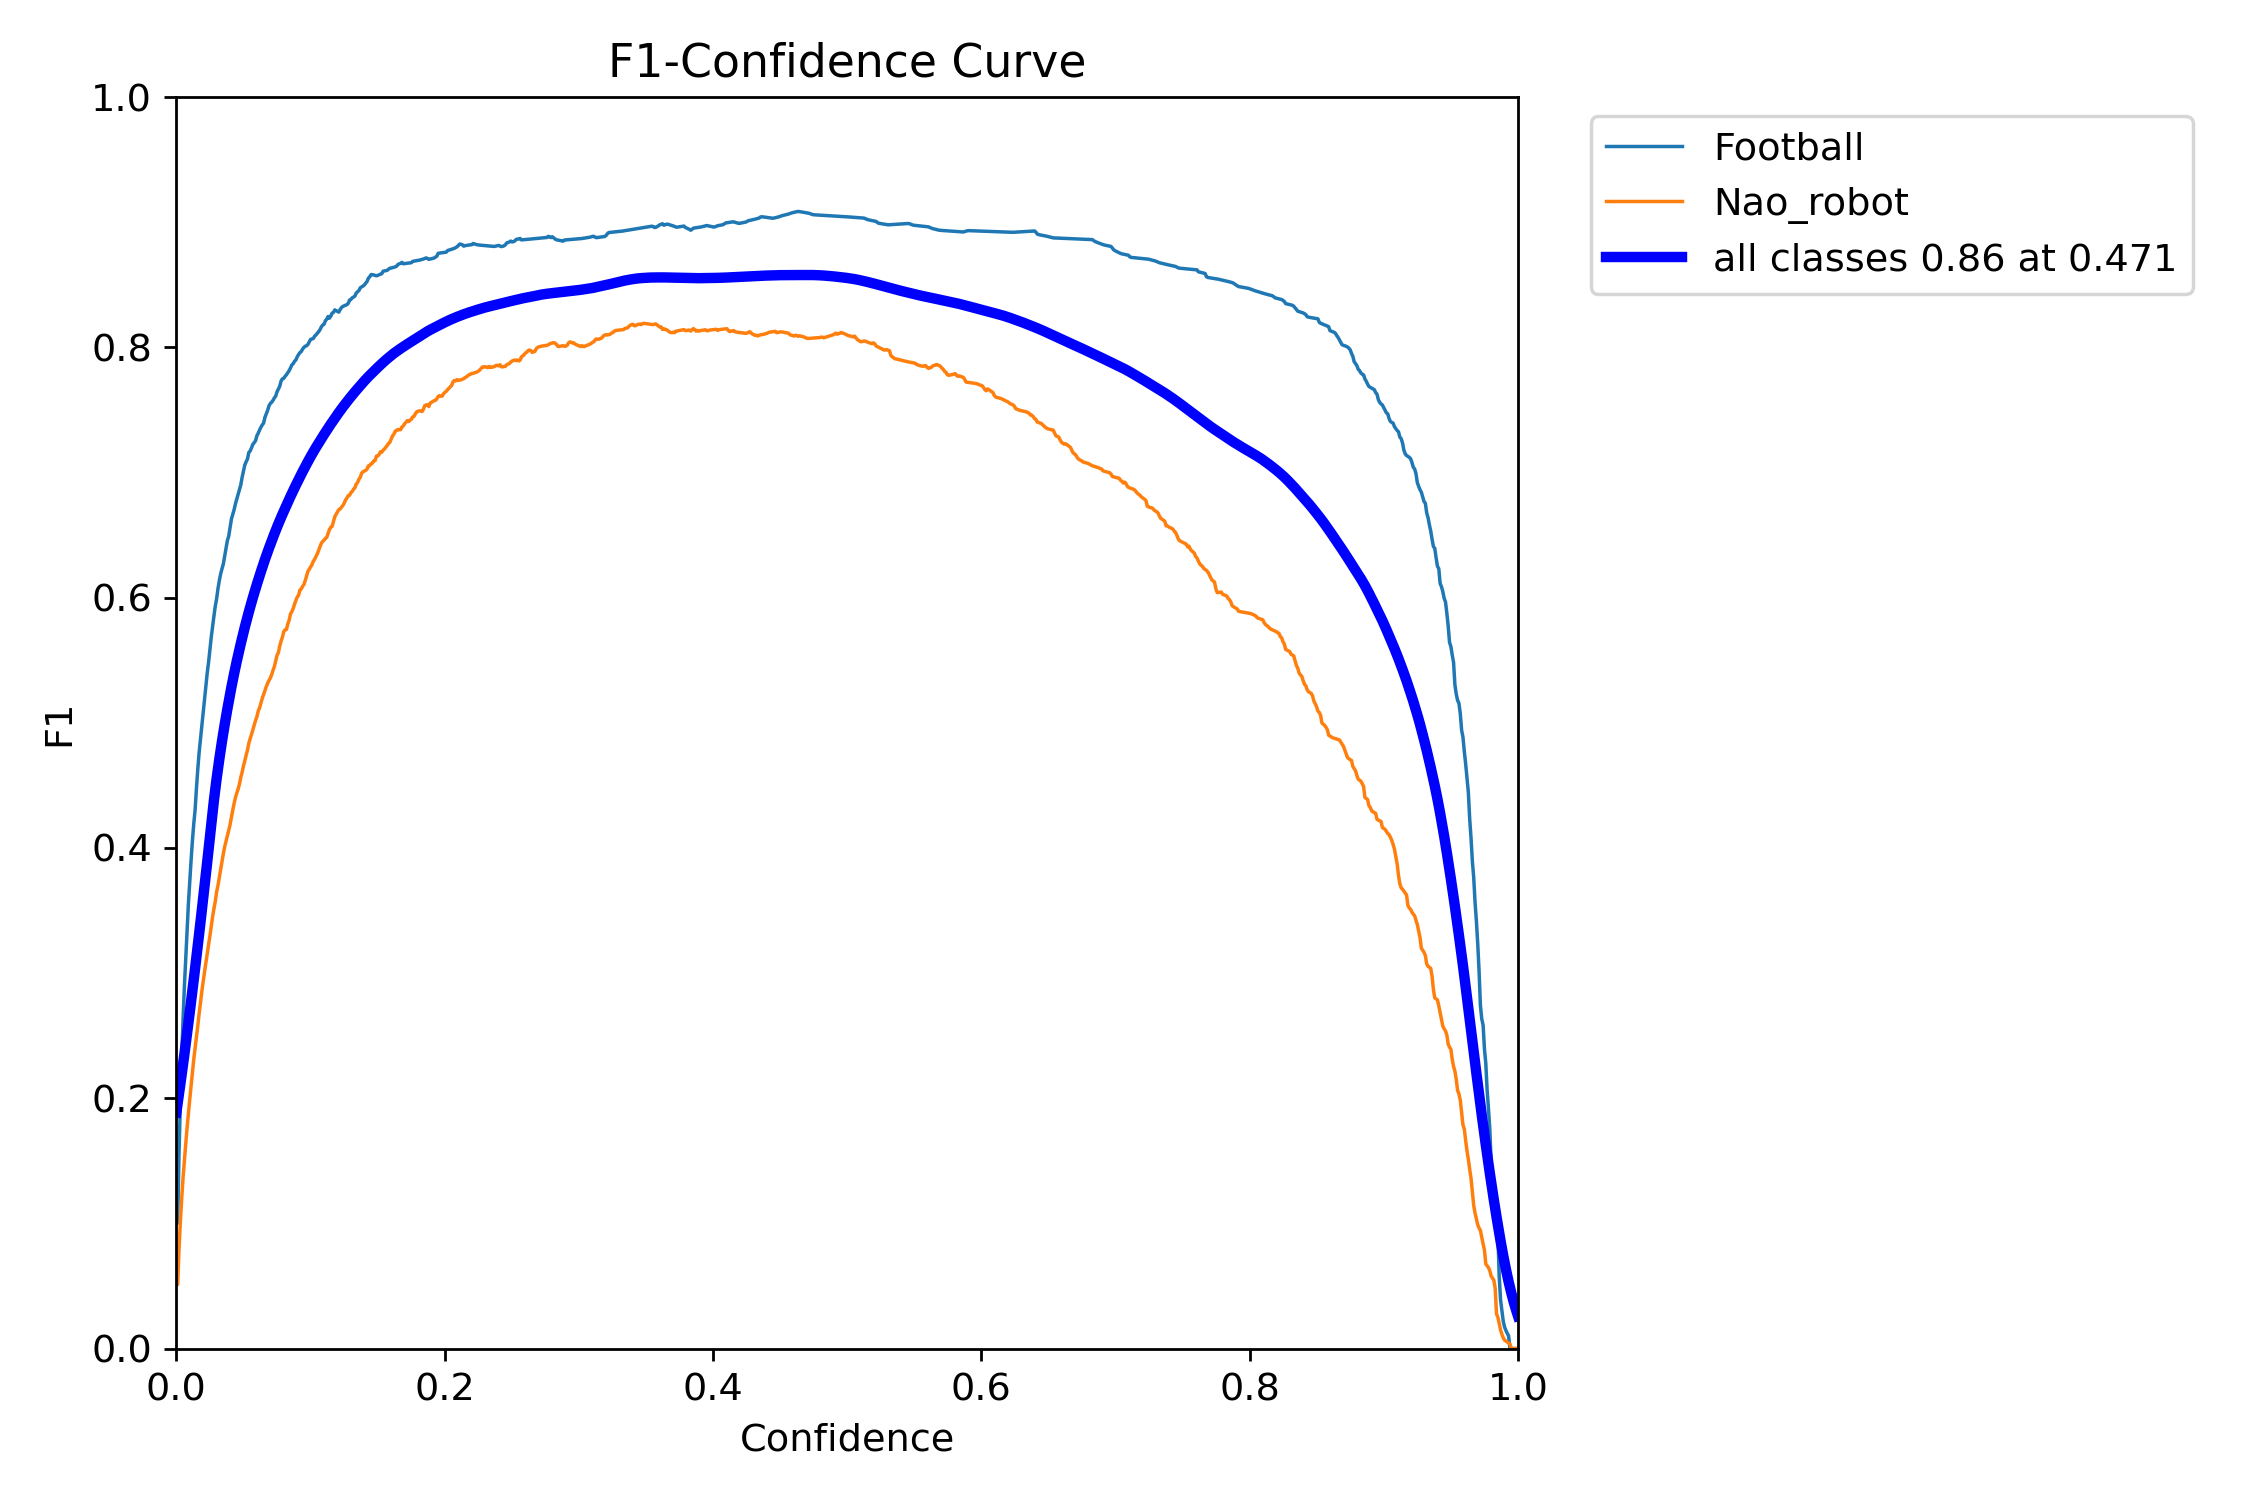 F1-Confidence Curve
1.0
0.8
0.6
0.4
0.2
0.0
F1
0.0 0.2 0.4 0.6 0.8 1.0
Confidence
Football
Nao_robot
all classes 0.86 at 0.471